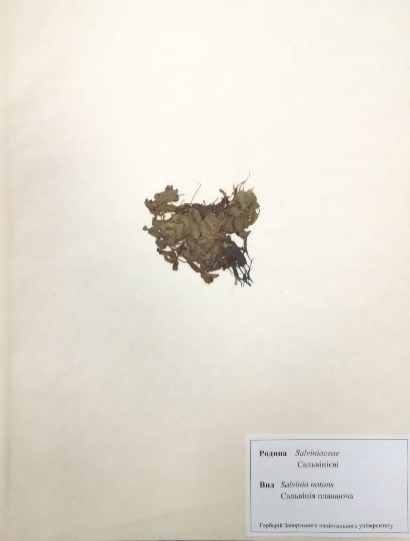 Родина Salviniaceae
Сальвінієві
Вид Salvinia natans
Сальвінія плаваюча
Гербарій Запорізького національного університету